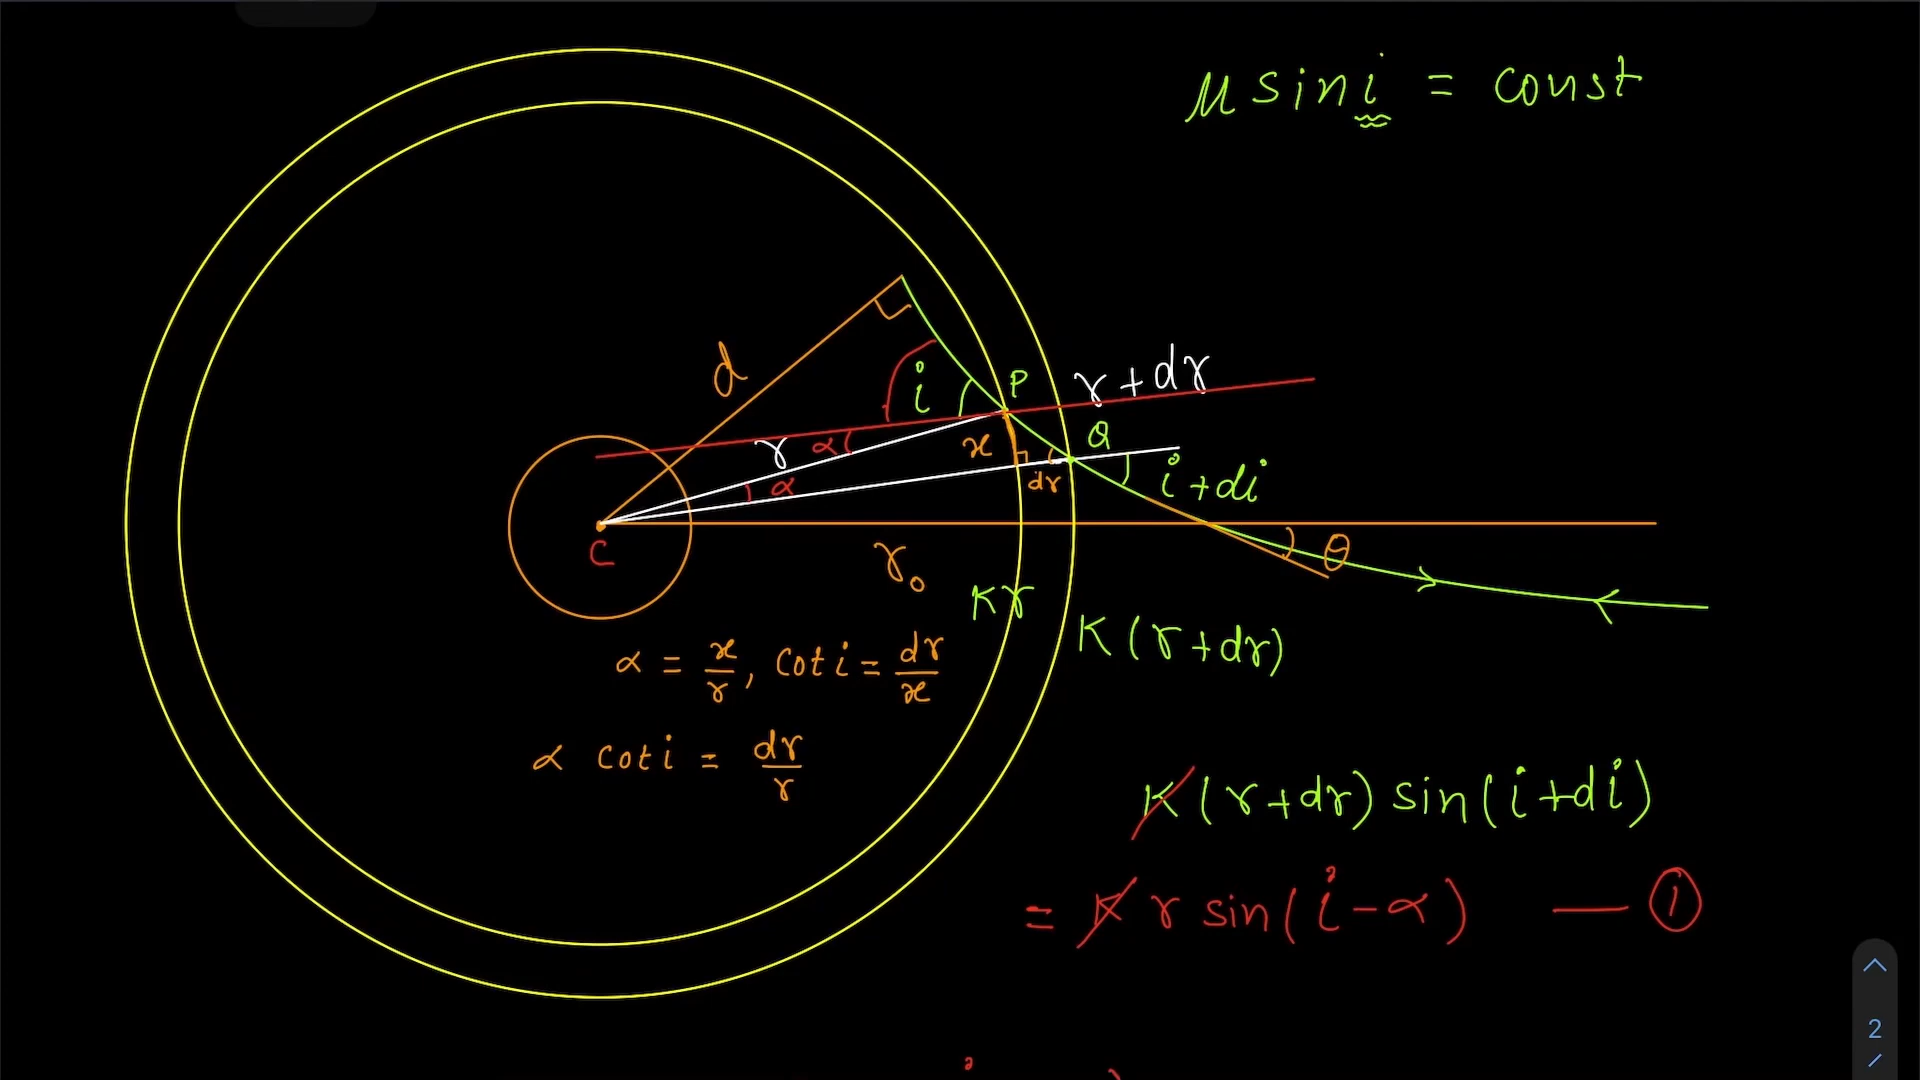 μ sin i = const
d
i
P
r + dr
r
α
x
Q
α
dr
i + di
C
r₀
θ
Kr
K(r+dr)
α = x/r, cot i = dr/x
α cot i = dr/r
K(r+dr) sin(i+di)
= K r sin(i-α) — ①
2